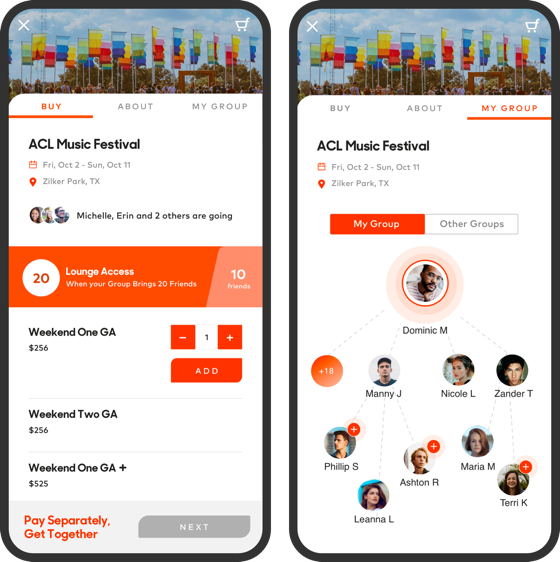 BUY ABOUT MY GROUP
ACL Music Festival
Fri, Oct 2 - Sun, Oct 11
Zilker Park, TX
Michelle, Erin and 2 others are going
20
Lounge Access
When your Group Brings 20 Friends
10
friends
Weekend One GA
$256
− 1 +
ADD
Weekend Two GA
$256
Weekend One GA +
$525
Pay Separately,
Get Together
NEXT
BUY ABOUT MY GROUP
ACL Music Festival
Fri, Oct 2 - Sun, Oct 11
Zilker Park, TX
My Group Other Groups
Dominic M
+18
Manny J Nicole L Zander T
Phillip S
Ashton R
Maria M
Leanna L
Terri K